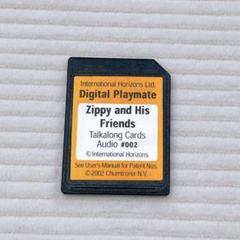 International Horizons Ltd.
Digital Playmate
Zippy and His
Friends
Talkalong Cards
Audio #002
©International Horizons
See User's Manual for Patent Nos.
©2002 Chumtroner N.V.